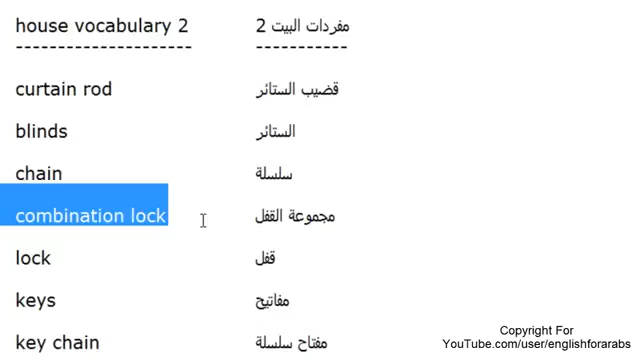 house vocabulary 2 مفردات البيت 2
------------------ -----------
curtain rod قضيب الستائر
blinds الستائر
chain سلسلة
combination lock مجموعة القفل
lock قفل
keys مفاتيح
key chain مفتاح سلسلة
Copyright For
YouTube.com/user/englishforarabs